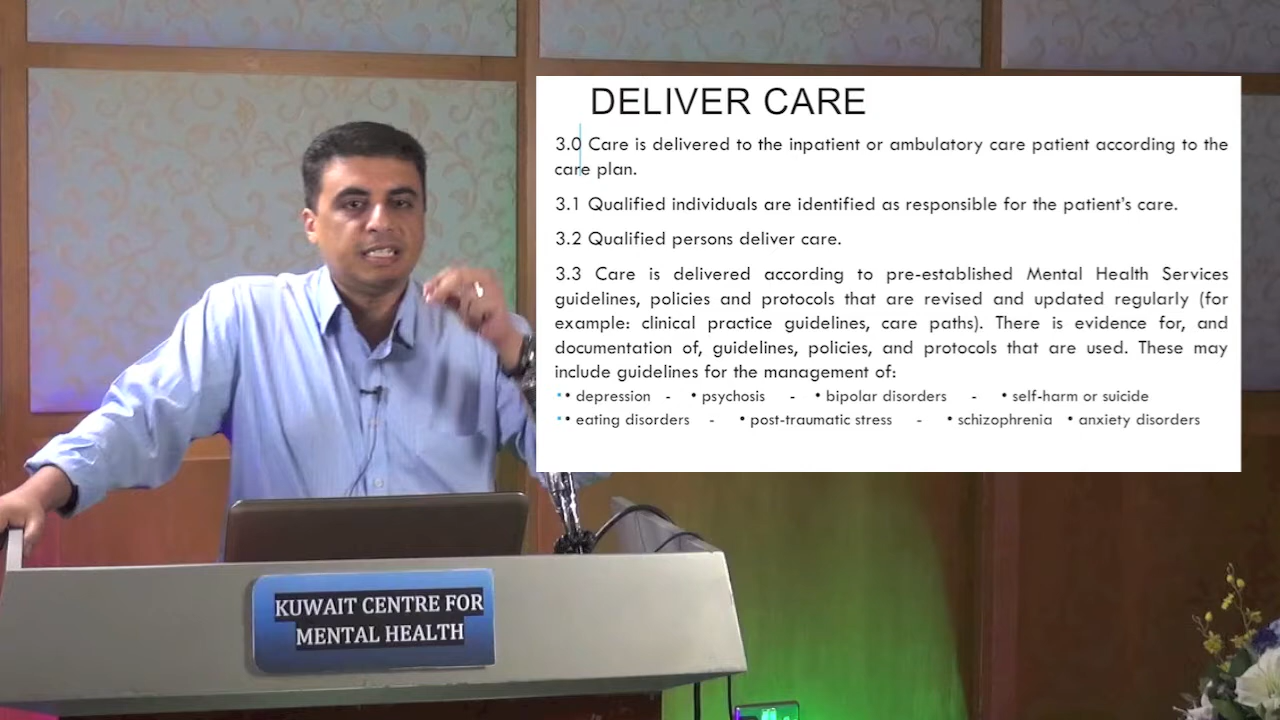 DELIVER CARE
3.0 Care is delivered to the inpatient or ambulatory care patient according to the
care plan.
3.1 Qualified individuals are identified as responsible for the patient's care.
3.2 Qualified persons deliver care.
3.3 Care is delivered according to pre-established Mental Health Services
guidelines, policies and protocols that are revised and updated regularly (for
example: clinical practice guidelines, care paths). There is evidence for, and
documentation of, guidelines, policies, and protocols that are used. These may
include guidelines for the management of:
• depression - • psychosis - • bipolar disorders - • self-harm or suicide
• eating disorders - • post-traumatic stress - • schizophrenia • anxiety disorders
KUWAIT CENTRE FOR
MENTAL HEALTH